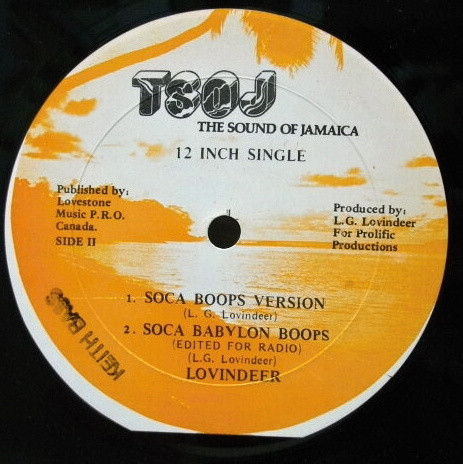 TSOJ
THE SOUND OF JAMAICA
12 INCH SINGLE
Published by:
Lovestone
Music P.R.O.
Canada.
SIDE II
Produced by:
L.G. Lovindeer
For Prolific
Productions
1. SOCA BOOPS VERSION
(L. G. Lovindeer)
2. SOCA BABYLON BOOPS
(EDITED FOR RADIO)
(L.G. Lovindeer)
LOVINDEER
KEITH BASS